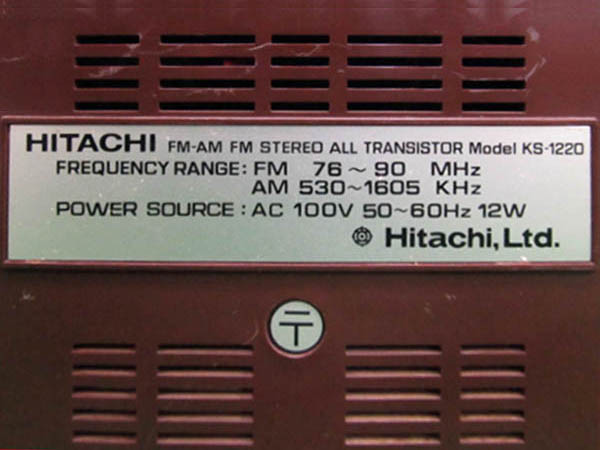 HITACHI FM-AM FM STEREO ALL TRANSISTOR Model KS-1220
FREQUENCY RANGE: FM 76~90 MHz
AM 530~1605 KHz
POWER SOURCE: AC 100V 50~60Hz 12W
Hitachi, Ltd.
〒